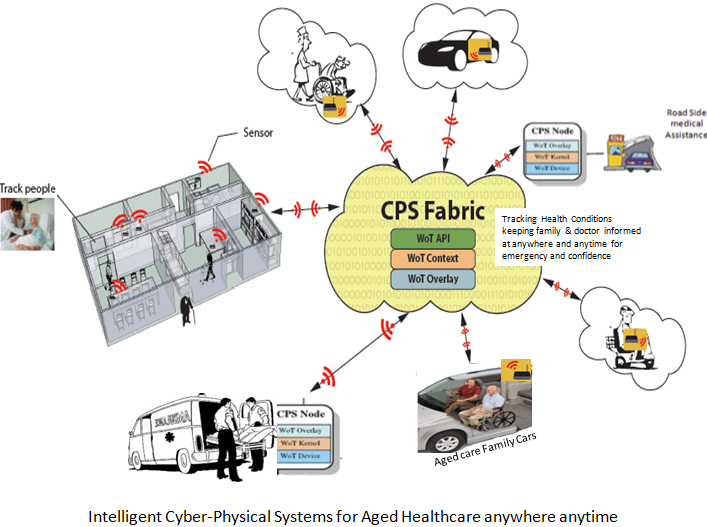 Sensor
Track people
CPS Node
WoT Overlay
WoT Kernel
WoT Device
Road Side
medical
Assistance
CPS Fabric
WoT API
WoT Context
WoT Overlay
Tracking Health Conditions
keeping family & doctor informed
at anywhere and anytime for
emergency and confidence
CPS Node
WoT Overlay
WoT Kernel
WoT Device
Aged care Family Cars
Intelligent Cyber-Physical Systems for Aged Healthcare anywhere anytime